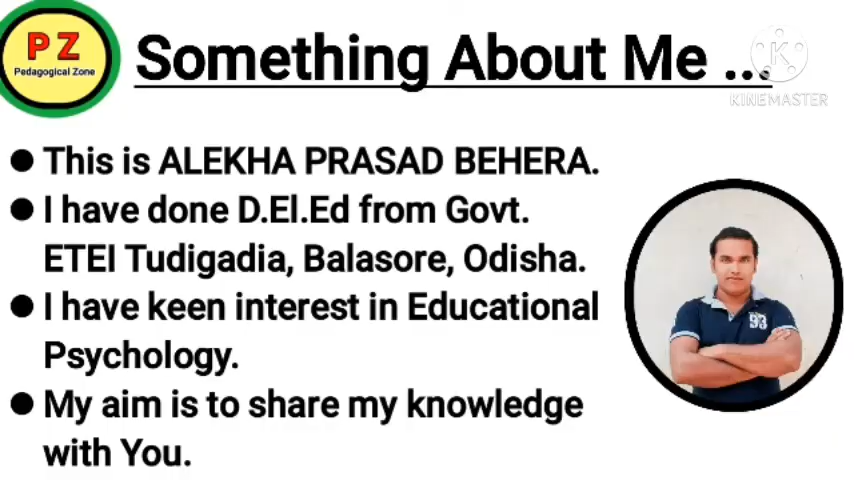 P Z
Pedagogical Zone
Something About Me ...
K
KINEMASTER
● This is ALEKHA PRASAD BEHERA.
● I have done D.El.Ed from Govt.
ETEI Tudigadia, Balasore, Odisha.
● I have keen interest in Educational
Psychology.
● My aim is to share my knowledge
with You.
93